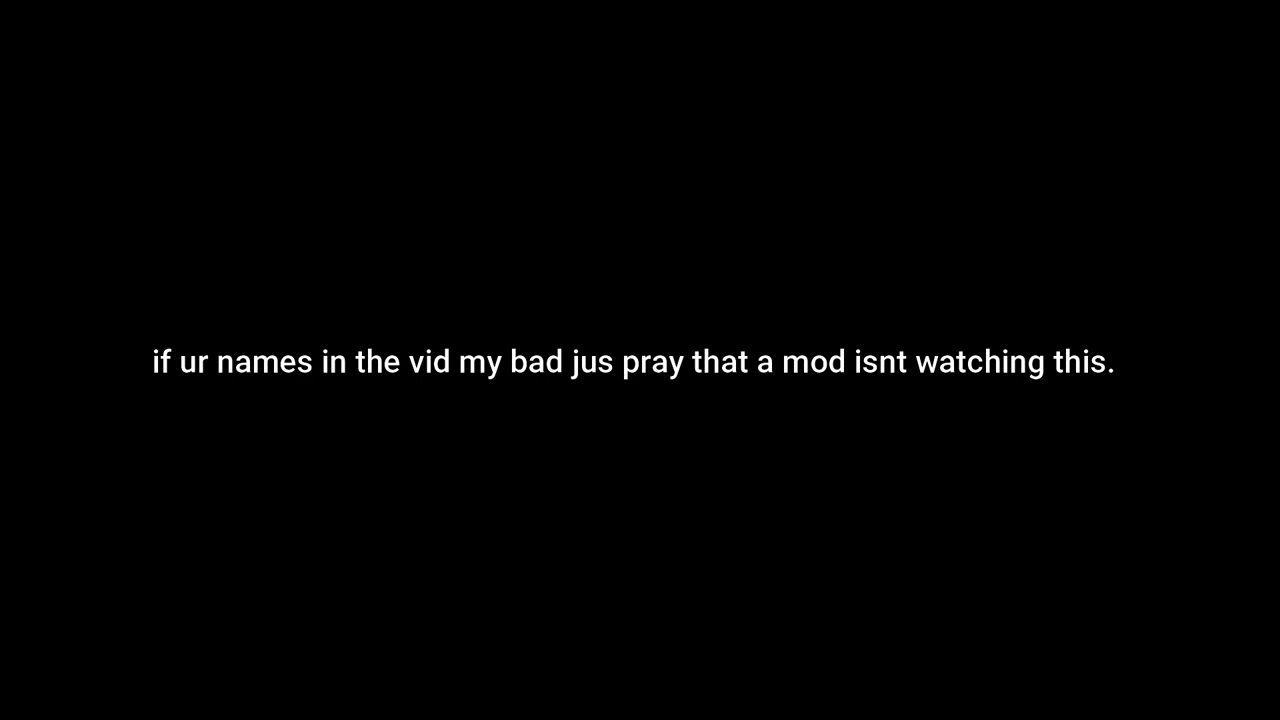 if ur names in the vid my bad jus pray that a mod isnt watching this.